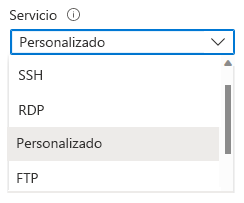 Servicio
Personalizado
SSH
RDP
Personalizado
FTP